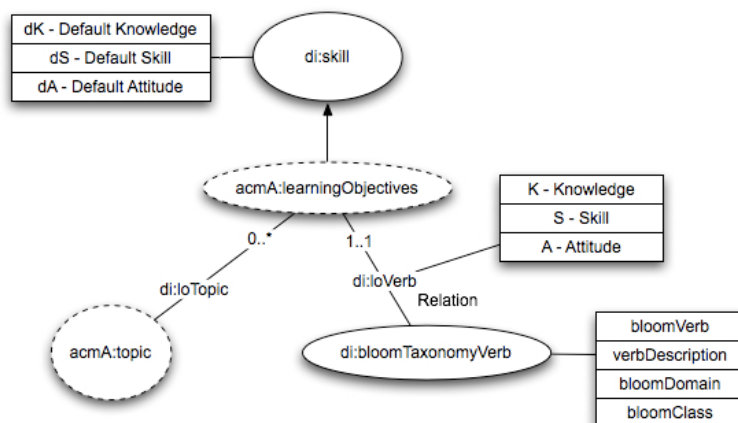 dK - Default Knowledge
dS - Default Skill
dA - Default Attitude
di:skill
acmA:learningObjectives
K - Knowledge
S - Skill
A - Attitude
0..*
1..1
di:loTopic
di:loVerb
Relation
acmA:topic
di:bloomTaxonomyVerb
bloomVerb
verbDescription
bloomDomain
bloomClass